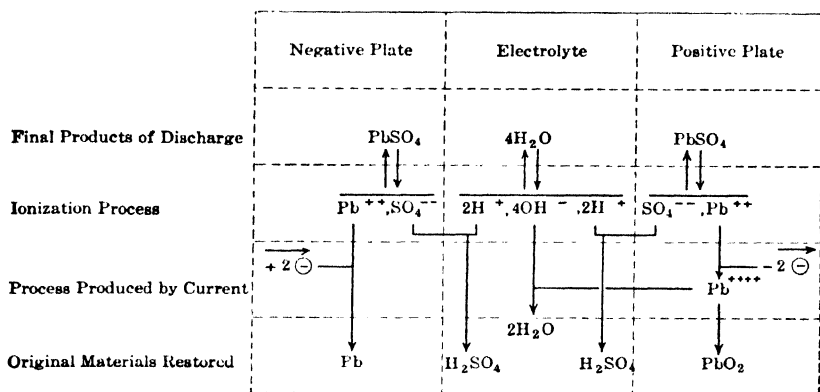 Negative Plate Electrolyte Positive Plate
Final Products of Discharge PbSO₄ 4H₂O PbSO₄
Ionization Process Pb⁺⁺,SO₄⁻⁻ 2H⁺,4OH⁻,2H⁺ SO₄⁻⁻,Pb⁺⁺
+ 2 ⊖ − 2 ⊖
Process Produced by Current Pb⁺⁺⁺⁺
2H₂O
Original Materials Restored Pb H₂SO₄ H₂SO₄ PbO₂